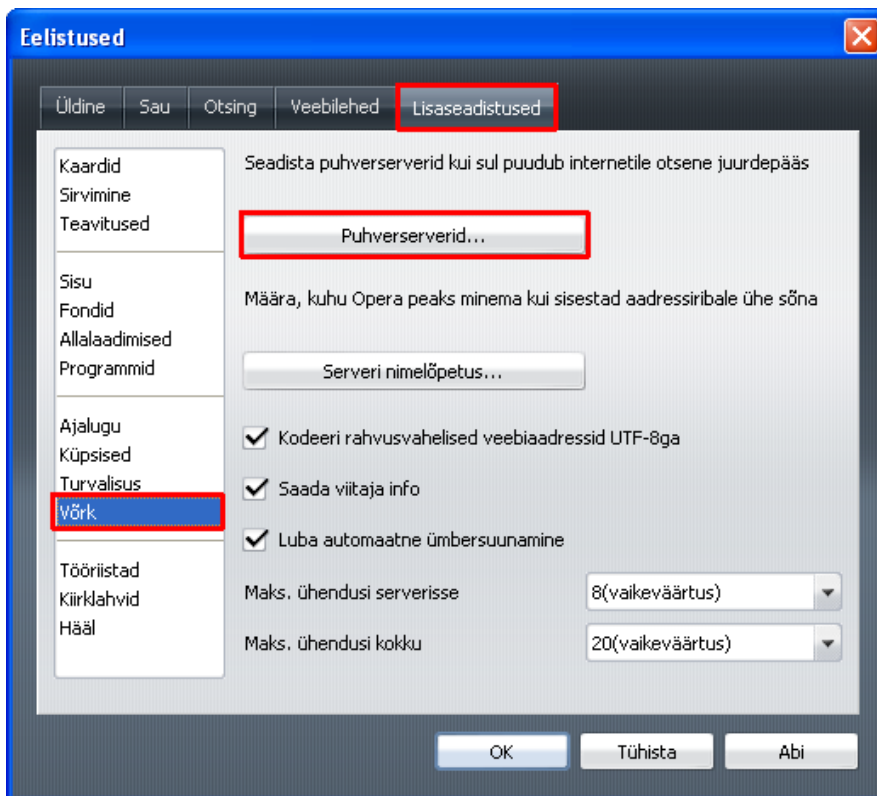 Eelistused
Üldine Sau Otsing Veebilehed Lisaseadistused
Kaardid
Sirvimine
Teavitused
Sisu
Fondid
Allalaadimised
Programmid
Ajalugu
Küpsised
Turvalisus
Võrk
Tööriistad
Kiirklahvid
Hääl
Seadista puhverserverid kui sul puudub internetile otsene juurdepääs
Puhverserverid...
Määra, kuhu Opera peaks minema kui sisestad aadressiribale ühe sõna
Serveri nimelõpetus...
Kodeeri rahvusvahelised veebiaadressid UTF-8ga
Saada viitaja info
Luba automaatne ümbersuunamine
Maks. ühendusi serverisse 8(vaikeväärtus)
Maks. ühendusi kokku 20(vaikeväärtus)
OK Tühista Abi